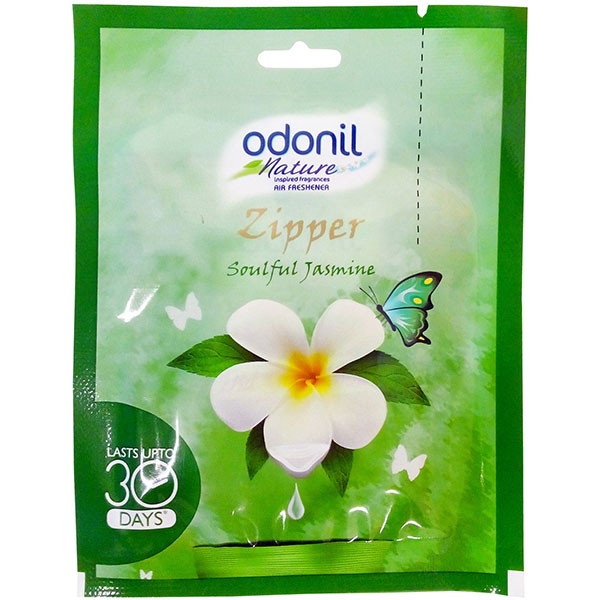 odonil
Nature
inspired fragrances
AIR FRESHENER
Zipper
Soulful Jasmine
LASTS UPTO
30
DAYS*